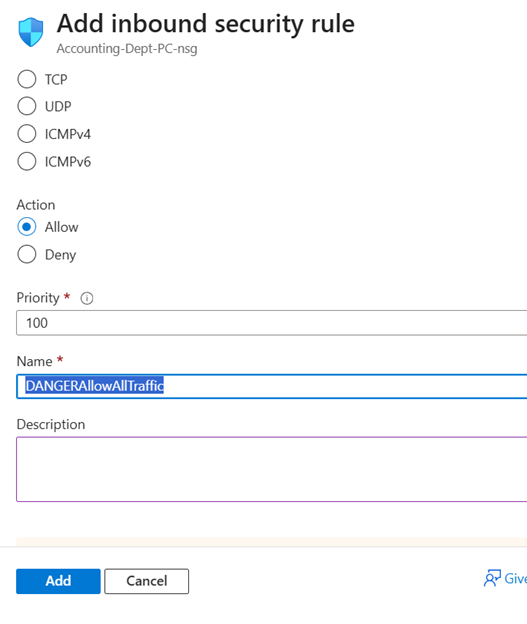 Add inbound security rule
Accounting-Dept-PC-nsg
TCP
UDP
ICMPv4
ICMPv6
Action
Allow
Deny
Priority *
100
Name *
DANGERAllowAllTraffic
Description
Add Cancel Give